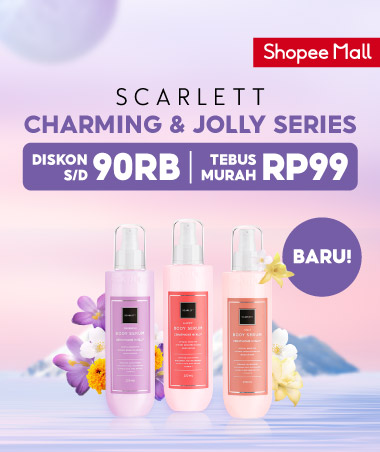 Shopee Mall
SCARLETT
CHARMING & JOLLY SERIES
DISKON S/D 90RB | TEBUS MURAH RP99
BARU!
SCARLETT
BODY SERUM
BODY SERUM
BODY SERUM